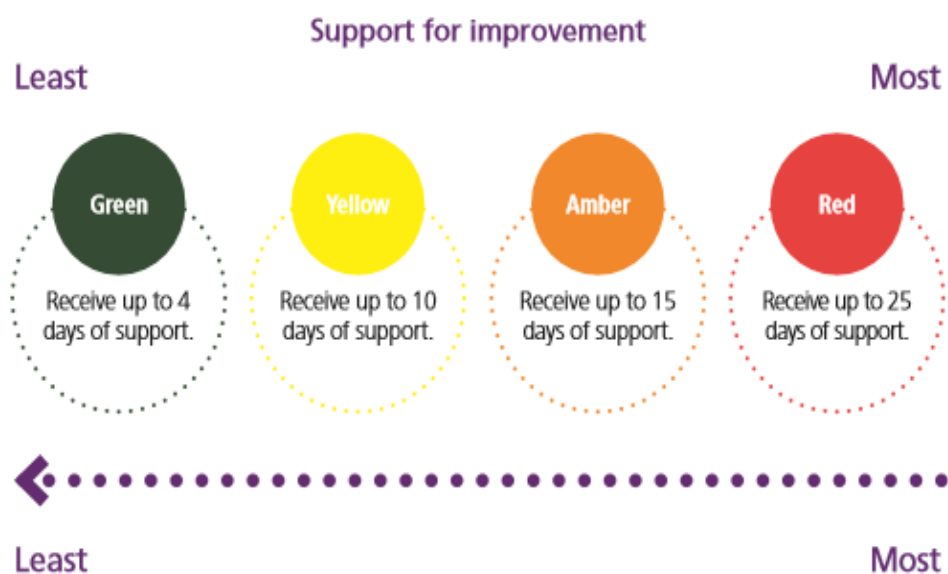 Support for improvement
Least
Most
Green
Yellow
Amber
Red
Receive up to 4
days of support.
Receive up to 10
days of support.
Receive up to 15
days of support.
Receive up to 25
days of support.
Least
Most